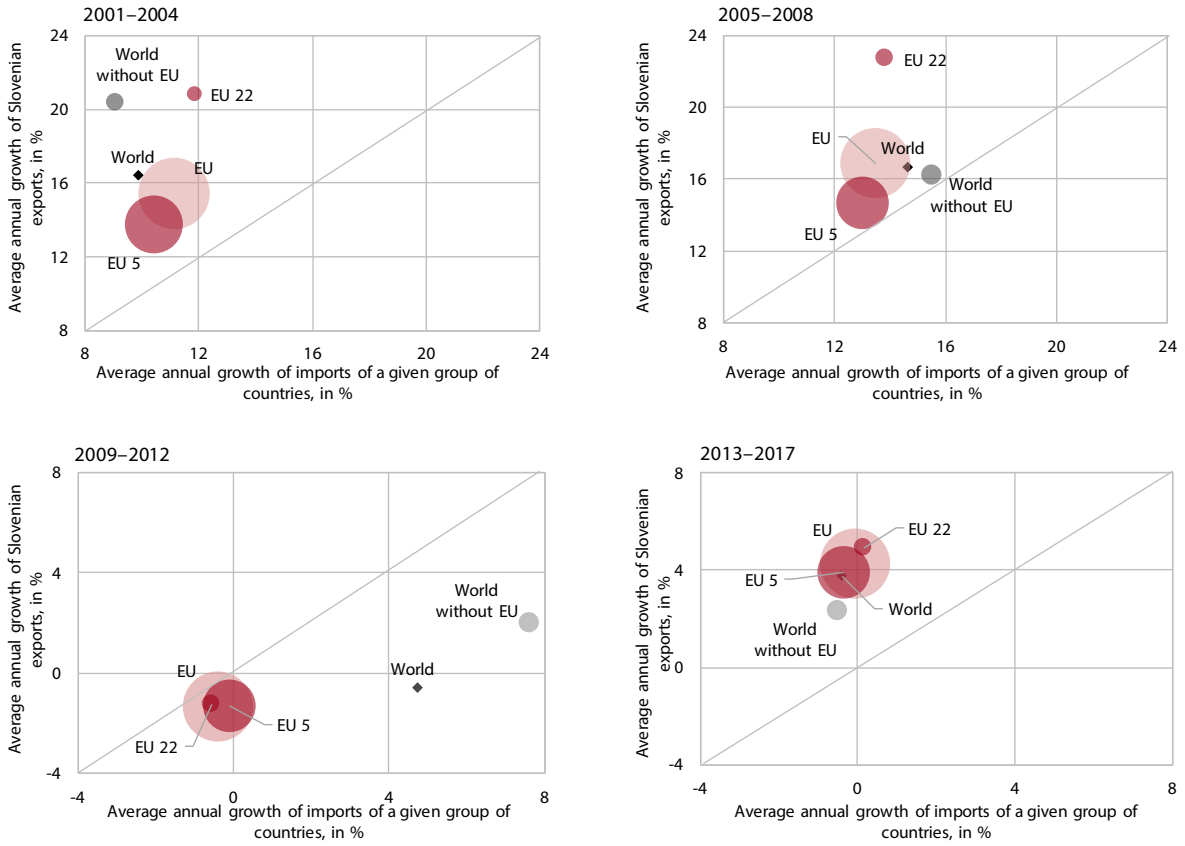 2001–2004
Average annual growth of Slovenian
exports, in %
24
20
16
12
8
World
without EU
EU 22
World
EU
EU 5
8
12
16
20
24
Average annual growth of imports of a given group of
countries, in %
2005–2008
Average annual growth of Slovenian
exports, in %
24
20
16
12
8
EU 22
EU
World
World
without EU
EU 5
8
12
16
20
24
Average annual growth of imports of a given group of
countries, in %
2009–2012
Average annual growth of Slovenian
exports, in %
8
4
0
-4
World
without EU
World
EU
EU 5
EU 22
-4
0
4
8
Average annual growth of imports of a given group of
countries, in %
2013–2017
Average annual growth of Slovenian
exports, in %
8
4
0
-4
EU
EU 22
EU 5
World
World
without EU
-4
0
4
8
Average annual growth of imports of a given group of
countries, in %